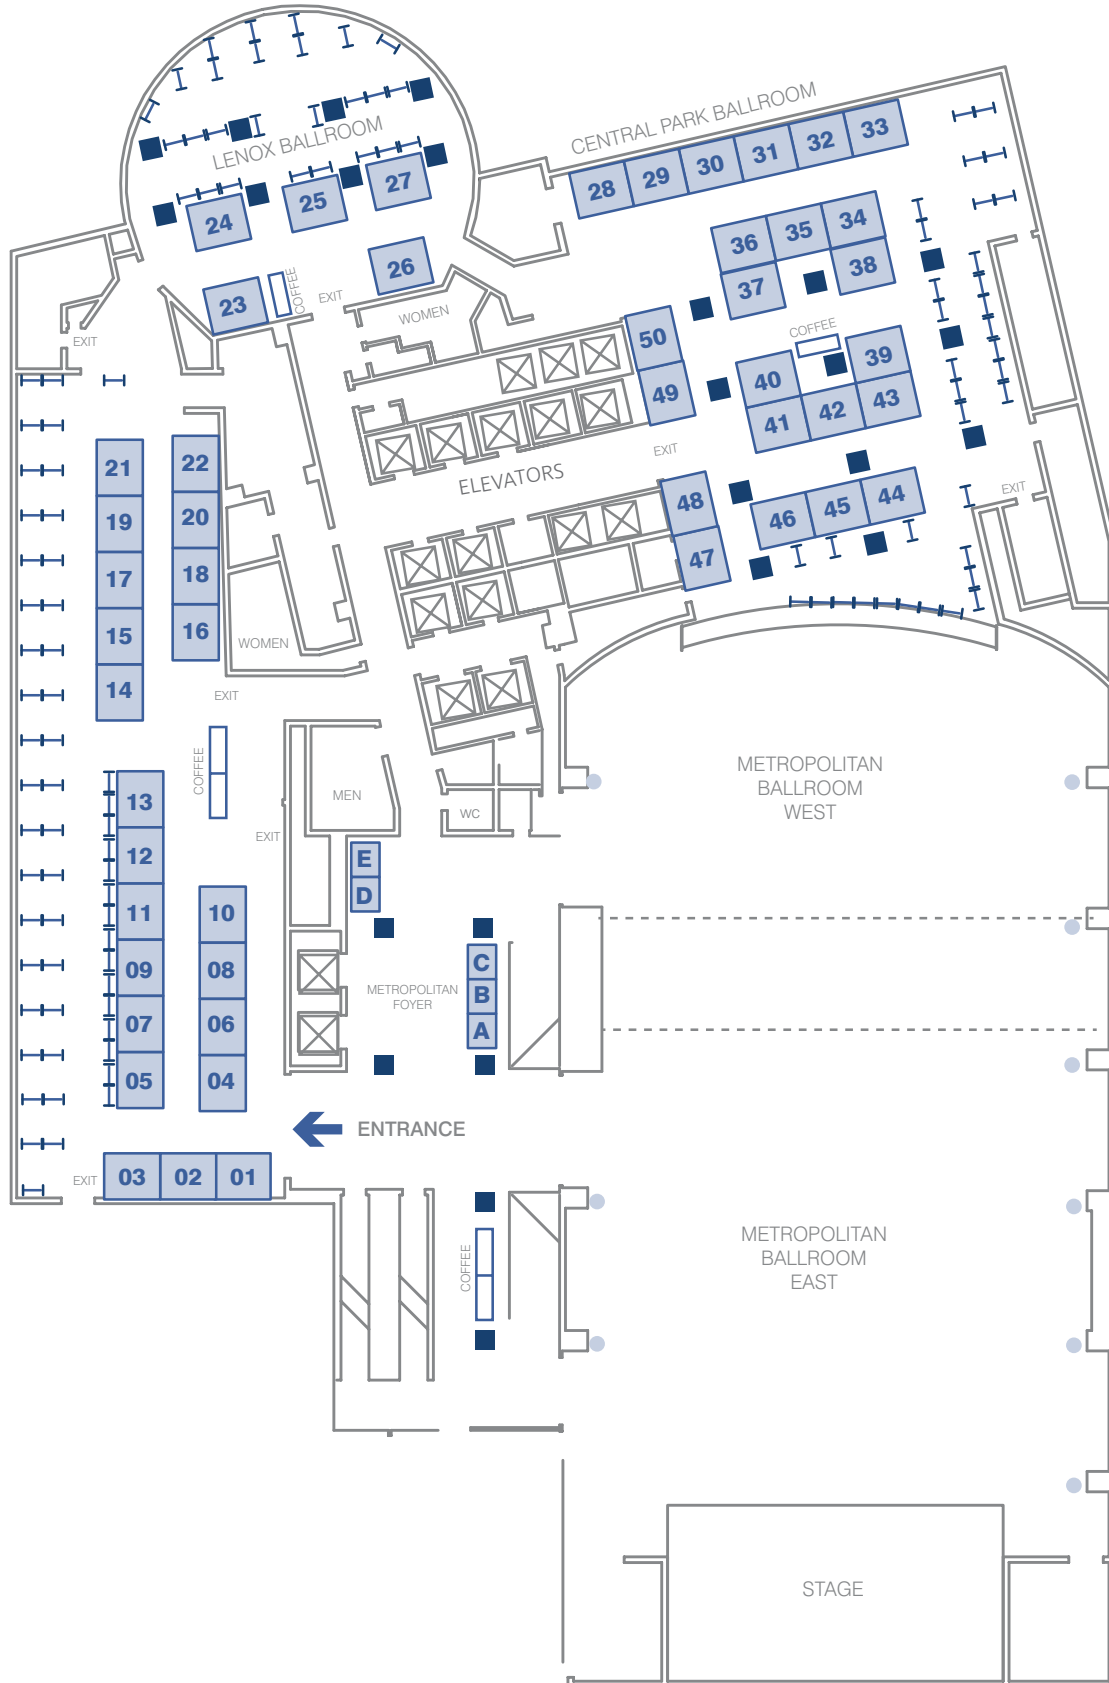 CENTRAL PARK BALLROOM
LENOX BALLROOM
33
32
31
30
29
28
27
25
24
26
23
COFFEE
EXIT
WOMEN
EXIT
34
35
36
38
37
COFFEE
50
49
39
40
43
42
41
EXIT
ELEVATORS
48
47
44
45
46
EXIT
21
22
19
20
17
18
15
16
14
WOMEN
EXIT
COFFEE
MEN
WC
EXIT
METROPOLITAN
BALLROOM
WEST
13
12
11
10
09
08
07
06
05
04
E
D
C
B
A
METROPOLITAN
FOYER
ENTRANCE
EXIT
03
02
01
COFFEE
METROPOLITAN
BALLROOM
EAST
STAGE